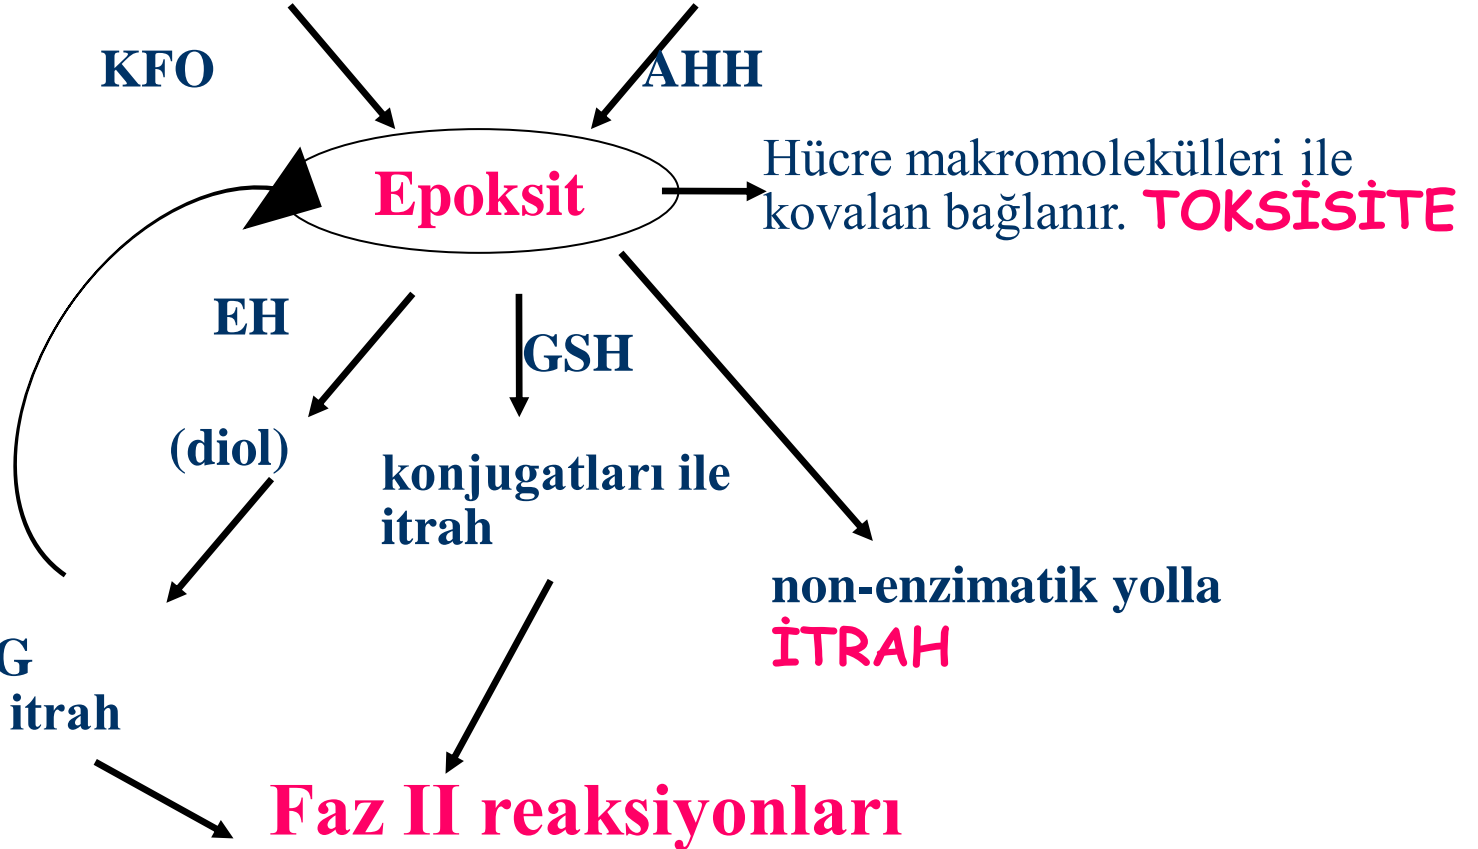 KFO
AHH
Epoksit
Hücre makromolekülleri ile
kovalan bağlanır. TOKSİSİTE
EH
GSH
(diol)
konjugatları ile
itrah
non-enzimatik yolla
İTRAH
G
itrah
Faz II reaksiyonları